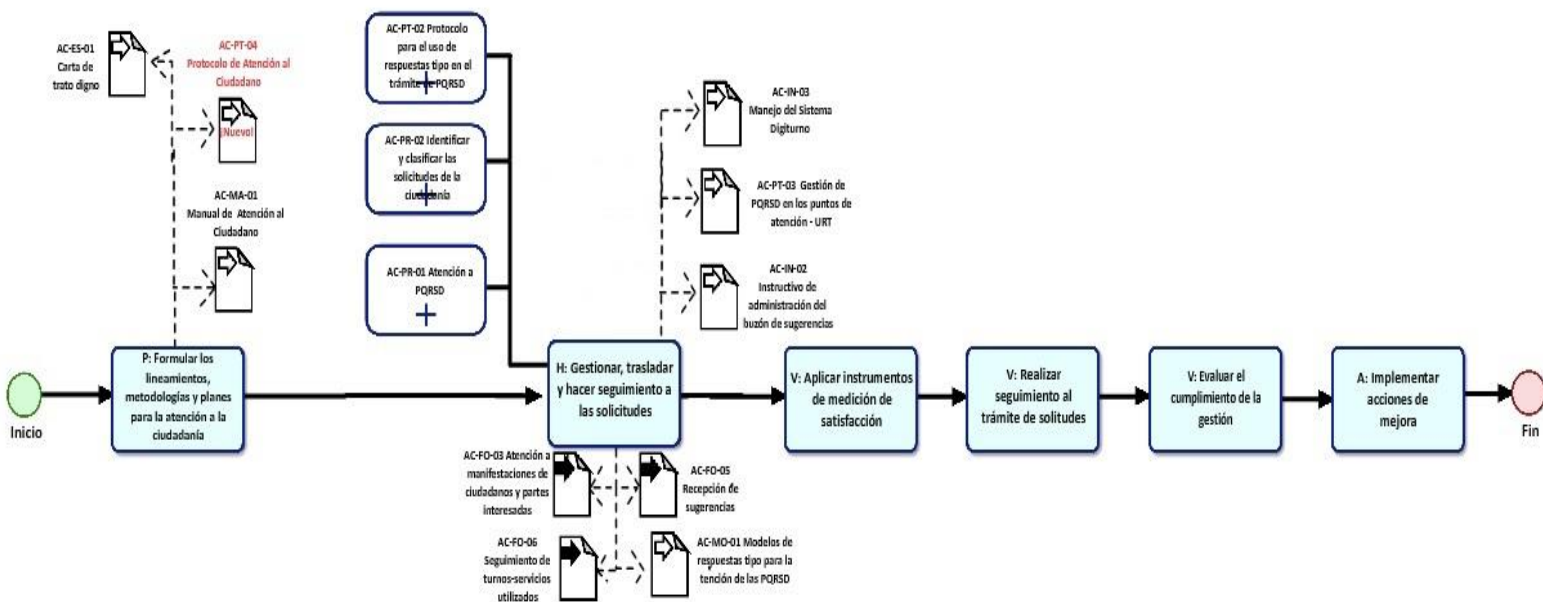 AC-ES-01
Carta de
trato digno
AC-PT-04
Protocolo de Atención al
Ciudadano
¡Nuevo!
AC-MA-01
Manual de Atención al
Ciudadano
AC-PT-02 Protocolo
para el uso de
respuestas tipo en el
trámite de PQRSD
AC-PR-02 Identificar
y clasificar las
solicitudes de la
ciudadanía
AC-PR-01 Atención a
PQRSD
AC-IN-03
Manejo del Sistema
Digiturno
AC-PT-03 Gestión de
PQRSD en los puntos de
atención - URT
AC-IN-02
Instructivo de
administración del
buzón de sugerencias
Inicio
P: Formular los
lineamientos,
metodologías y planes
para la atención a la
ciudadanía
H: Gestionar, trasladar
y hacer seguimiento a
las solicitudes
V: Aplicar instrumentos
de medición de
satisfacción
V: Realizar
seguimiento al
trámite de solitudes
V: Evaluar el
cumplimiento de la
gestión
A: Implementar
acciones de
mejora
Fin
AC-FO-03 Atención a
manifestaciones de
ciudadanos y partes
interesadas
AC-FO-05
Recepción de
sugerencias
AC-FO-06
Seguimiento de
turnos-servicios
utilizados
AC-MO-01 Modelos de
respuestas tipo para la
tención de las PQRSD